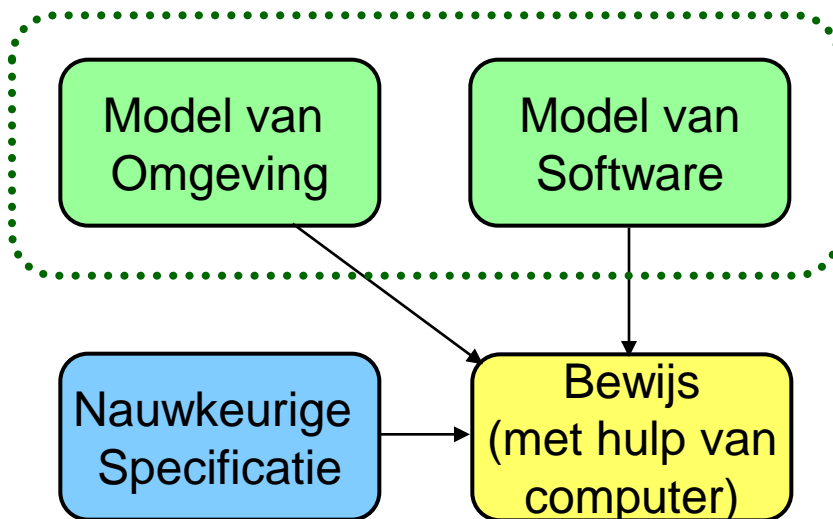 Model van
Omgeving
Model van
Software
Nauwkeurige
Specificatie
Bewijs
(met hulp van
computer)